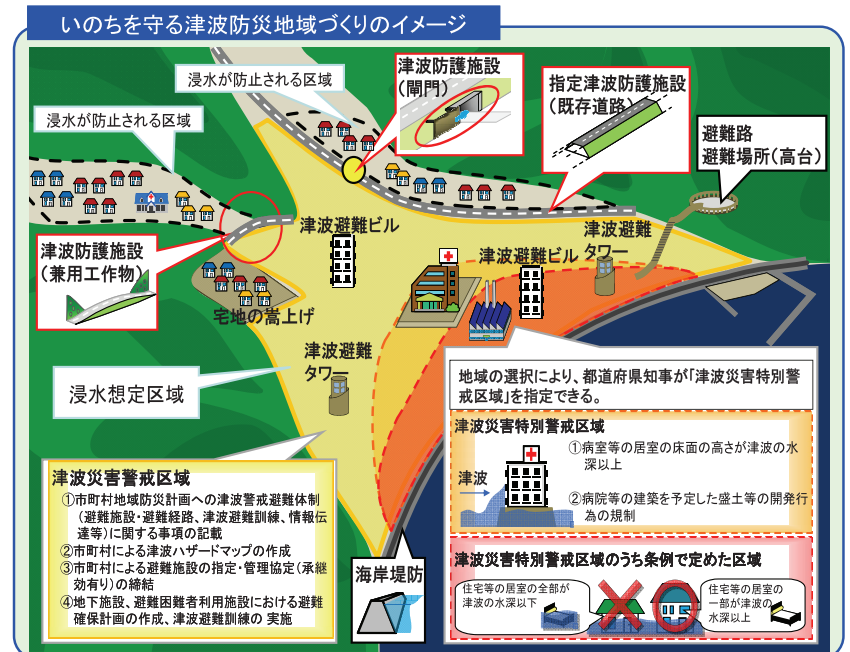 いのちを守る津波防災地域づくりのイメージ
浸水が防止される区域
浸水が防止される区域
津波防護施設
（閘門）
指定津波防護施設
（既存道路）
避難路
避難場所（高台）
津波防護施設
（兼用工作物）
津波避難ビル
津波避難ビル
津波避難
タワー
宅地の嵩上げ
津波避難
タワー
浸水想定区域
地域の選択により、都道府県知事が「津波災害特別警
戒区域」を指定できる。
津波災害特別警戒区域
津波
①病室等の居室の床面の高さが津波の水
深以上
②病院等の建築を予定した盛土等の開発行
為の規制
津波災害特別警戒区域のうち条例で定めた区域
住宅等の居室の全部が
津波の水深以下
住宅等の居室の
一部が津波の
水深以上
津波災害警戒区域
①市町村地域防災計画への津波警戒避難体制
（避難施設・避難経路、津波避難訓練、情報伝
達等）に関する事項の記載
②市町村による津波ハザードマップの作成
③市町村による避難施設の指定・管理協定（承継
効有り）の締結
④地下施設、避難困難者利用施設における避難
確保計画の作成、津波避難訓練の 実施
海岸堤防